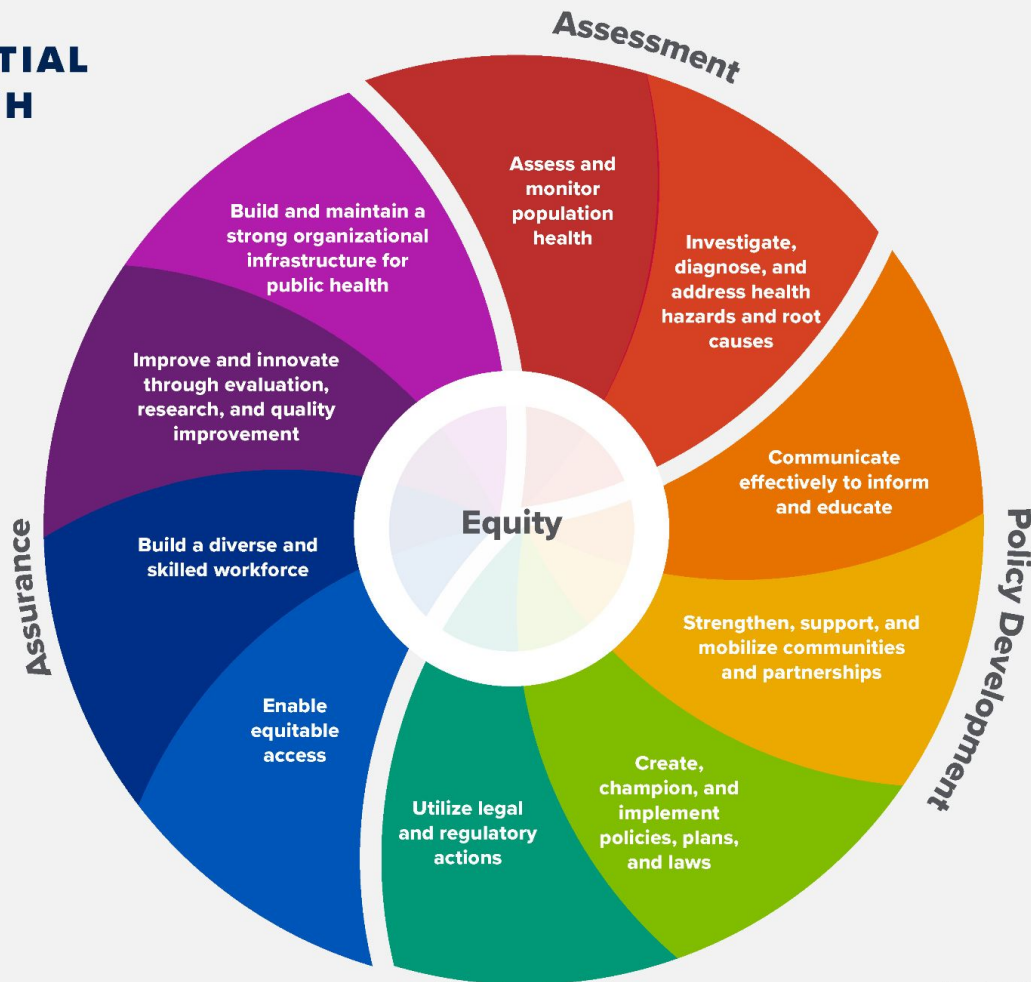 TIAL
H
Assessment
Assess and
monitor
population
health
Investigate,
diagnose, and
address health
hazards and root
causes
Policy Development
Communicate
effectively to inform
and educate
Strengthen, support, and
mobilize communities
and partnerships
Create,
champion, and
implement
policies, plans,
and laws
Utilize legal
and regulatory
actions
Assurance
Enable
equitable
access
Build a diverse and
skilled workforce
Improve and innovate
through evaluation,
research, and quality
improvement
Build and maintain a
strong organizational
infrastructure for
public health
Equity